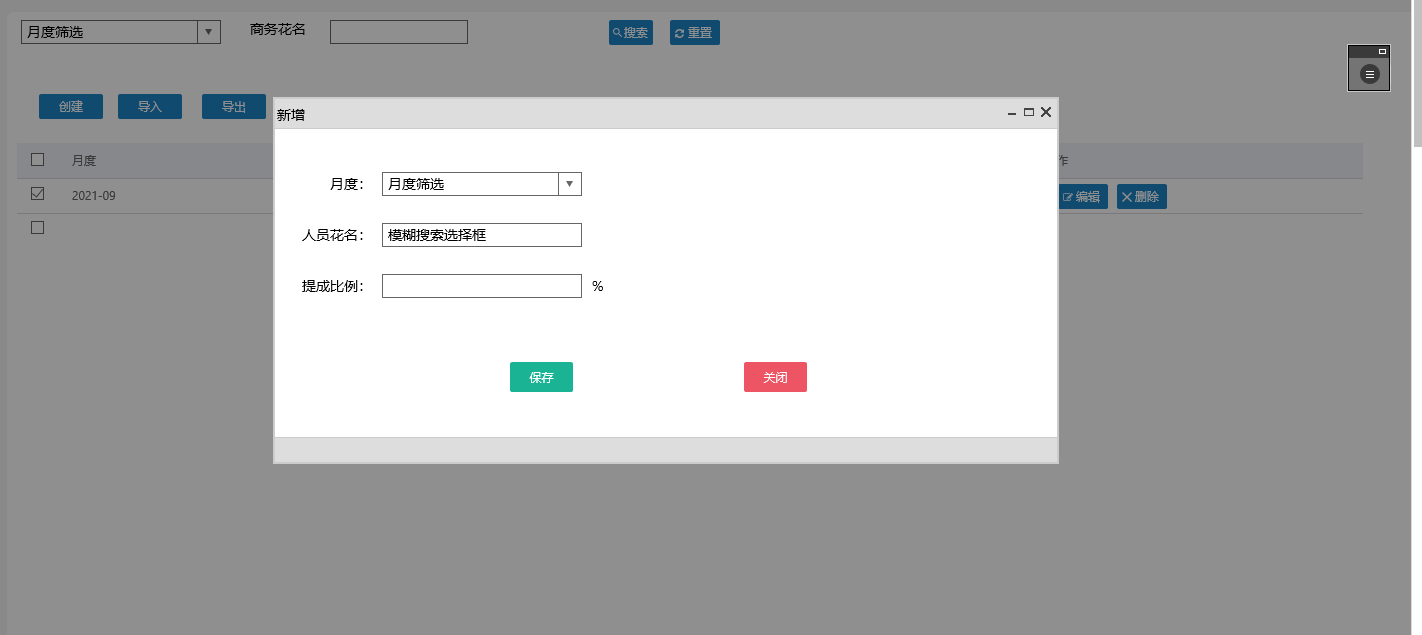 月度筛选 商务花名 搜索 重置
创建 导入 导出
新增
月度 作
月度： 月度筛选
2021-09 编辑 删除
人员花名： 模糊搜索选择框
提成比例： %
保存 关闭